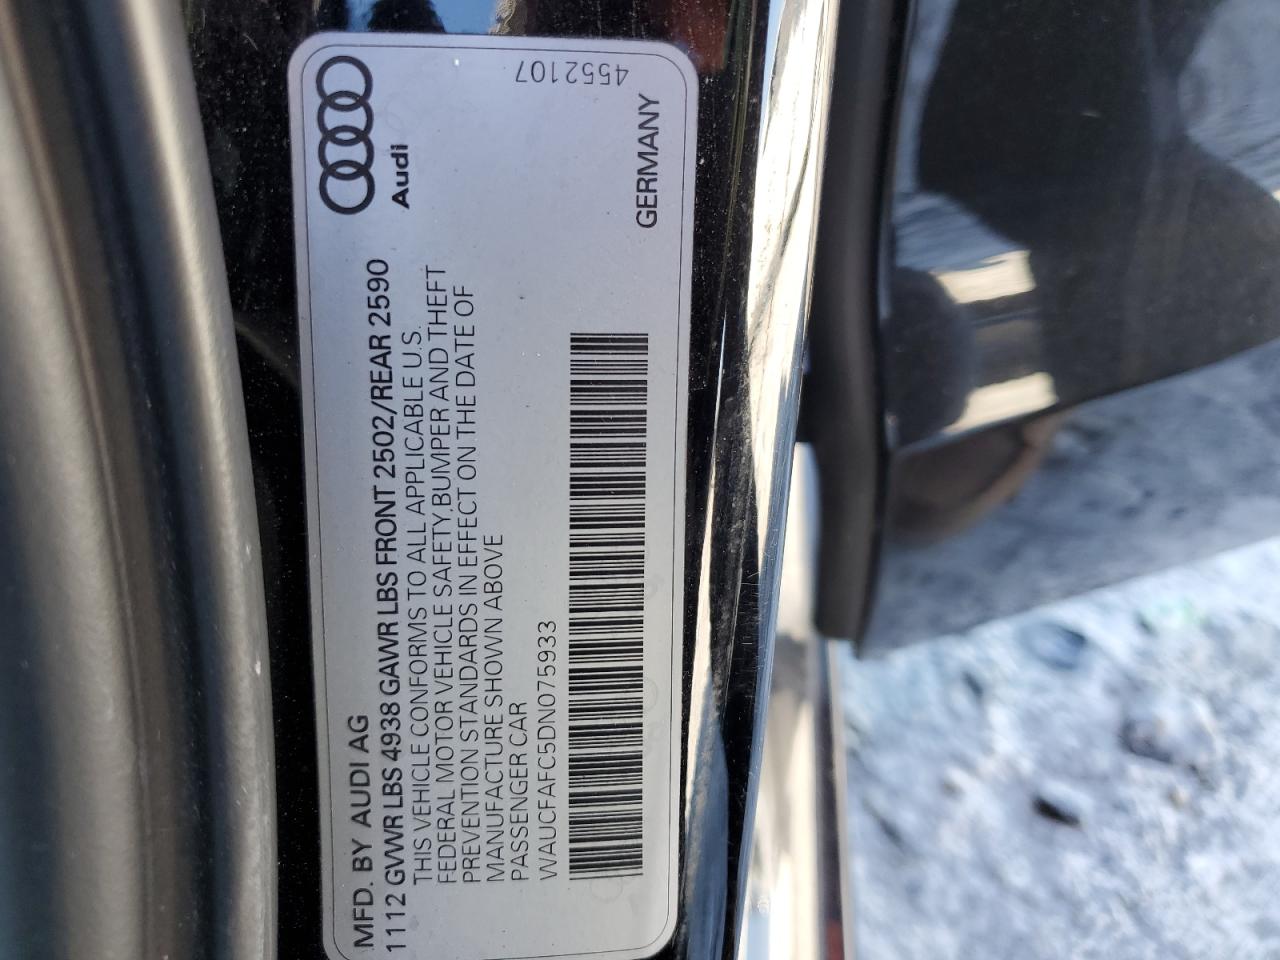 MFD. BY AUDI AG
1112 GVWR LBS 4938 GAWR LBS FRONT 2502/REAR 2590
THIS VEHICLE CONFORMS TO ALL APPLICABLE U.S.
FEDERAL MOTOR VEHICLE SAFETY, BUMPER AND THEFT
PREVENTION STANDARDS IN EFFECT ON THE DATE OF
MANUFACTURE SHOWN ABOVE
PASSENGER CAR
WAUCFAFC5DN075933
Audi
GERMANY
4552107